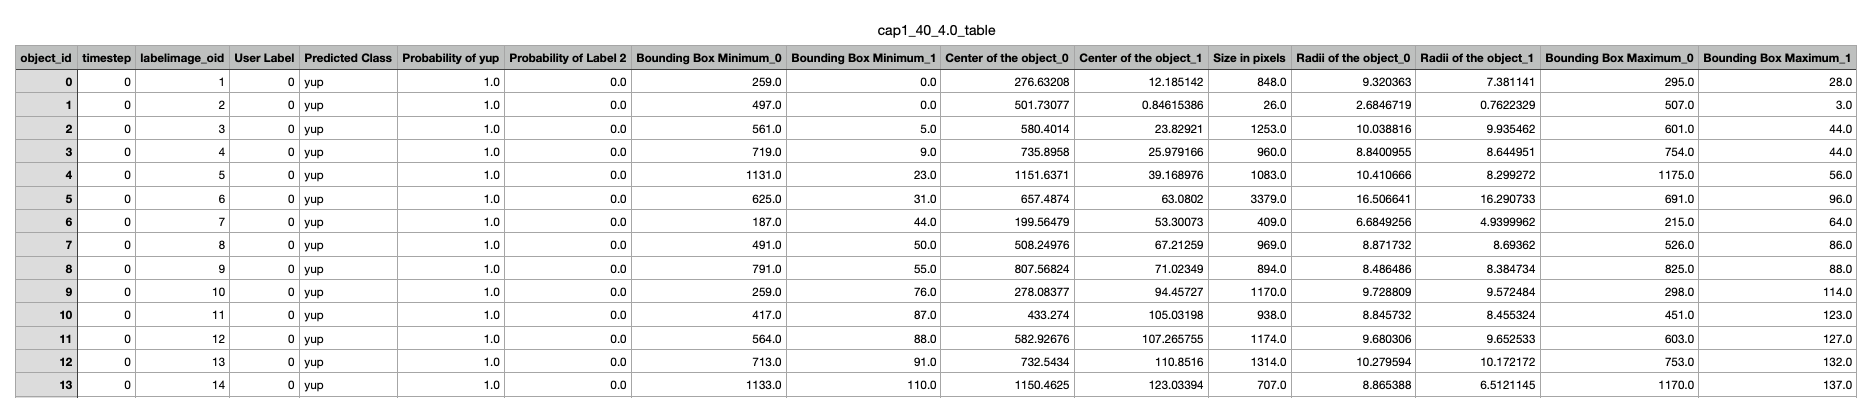 cap1_40_4.0_table
object_id timestep labelimage_oid User Label Predicted Class Probability of yup Probability of Label 2 Bounding Box Minimum_0 Bounding Box Minimum_1 Center of the object_0 Center of the object_1 Size in pixels Radii of the object_0 Radii of the object_1 Bounding Box Maximum_0 Bounding Box Maximum_1
0 0 1 0 yup 1.0 0.0 259.0 0.0 276.63208 12.185142 848.0 9.320363 7.381141 295.0 28.0
1 0 2 0 yup 1.0 0.0 497.0 0.0 501.73077 0.84615386 26.0 2.6846719 0.7622329 507.0 3.0
2 0 3 0 yup 1.0 0.0 561.0 5.0 580.4014 23.82921 1253.0 10.038816 9.935462 601.0 44.0
3 0 4 0 yup 1.0 0.0 719.0 9.0 735.8958 25.979166 960.0 8.8400955 8.644951 754.0 44.0
4 0 5 0 yup 1.0 0.0 1131.0 23.0 1151.6371 39.168976 1083.0 10.410666 8.299272 1175.0 56.0
5 0 6 0 yup 1.0 0.0 625.0 31.0 657.4874 63.0802 3379.0 16.506641 16.290733 691.0 96.0
6 0 7 0 yup 1.0 0.0 187.0 44.0 199.56479 53.30073 409.0 6.6849256 4.9399962 215.0 64.0
7 0 8 0 yup 1.0 0.0 491.0 50.0 508.24976 67.21259 969.0 8.871732 8.69362 526.0 86.0
8 0 9 0 yup 1.0 0.0 791.0 55.0 807.56824 71.02349 894.0 8.486486 8.384734 825.0 88.0
9 0 10 0 yup 1.0 0.0 259.0 76.0 278.08377 94.45727 1170.0 9.728809 9.572484 298.0 114.0
10 0 11 0 yup 1.0 0.0 417.0 87.0 433.274 105.03198 938.0 8.845732 8.455324 451.0 123.0
11 0 12 0 yup 1.0 0.0 564.0 88.0 582.92676 107.265755 1174.0 9.680306 9.652533 603.0 127.0
12 0 13 0 yup 1.0 0.0 713.0 91.0 732.5434 110.8516 1314.0 10.279594 10.172172 753.0 132.0
13 0 14 0 yup 1.0 0.0 1133.0 110.0 1150.4625 123.03394 707.0 8.865388 6.5121145 1170.0 137.0